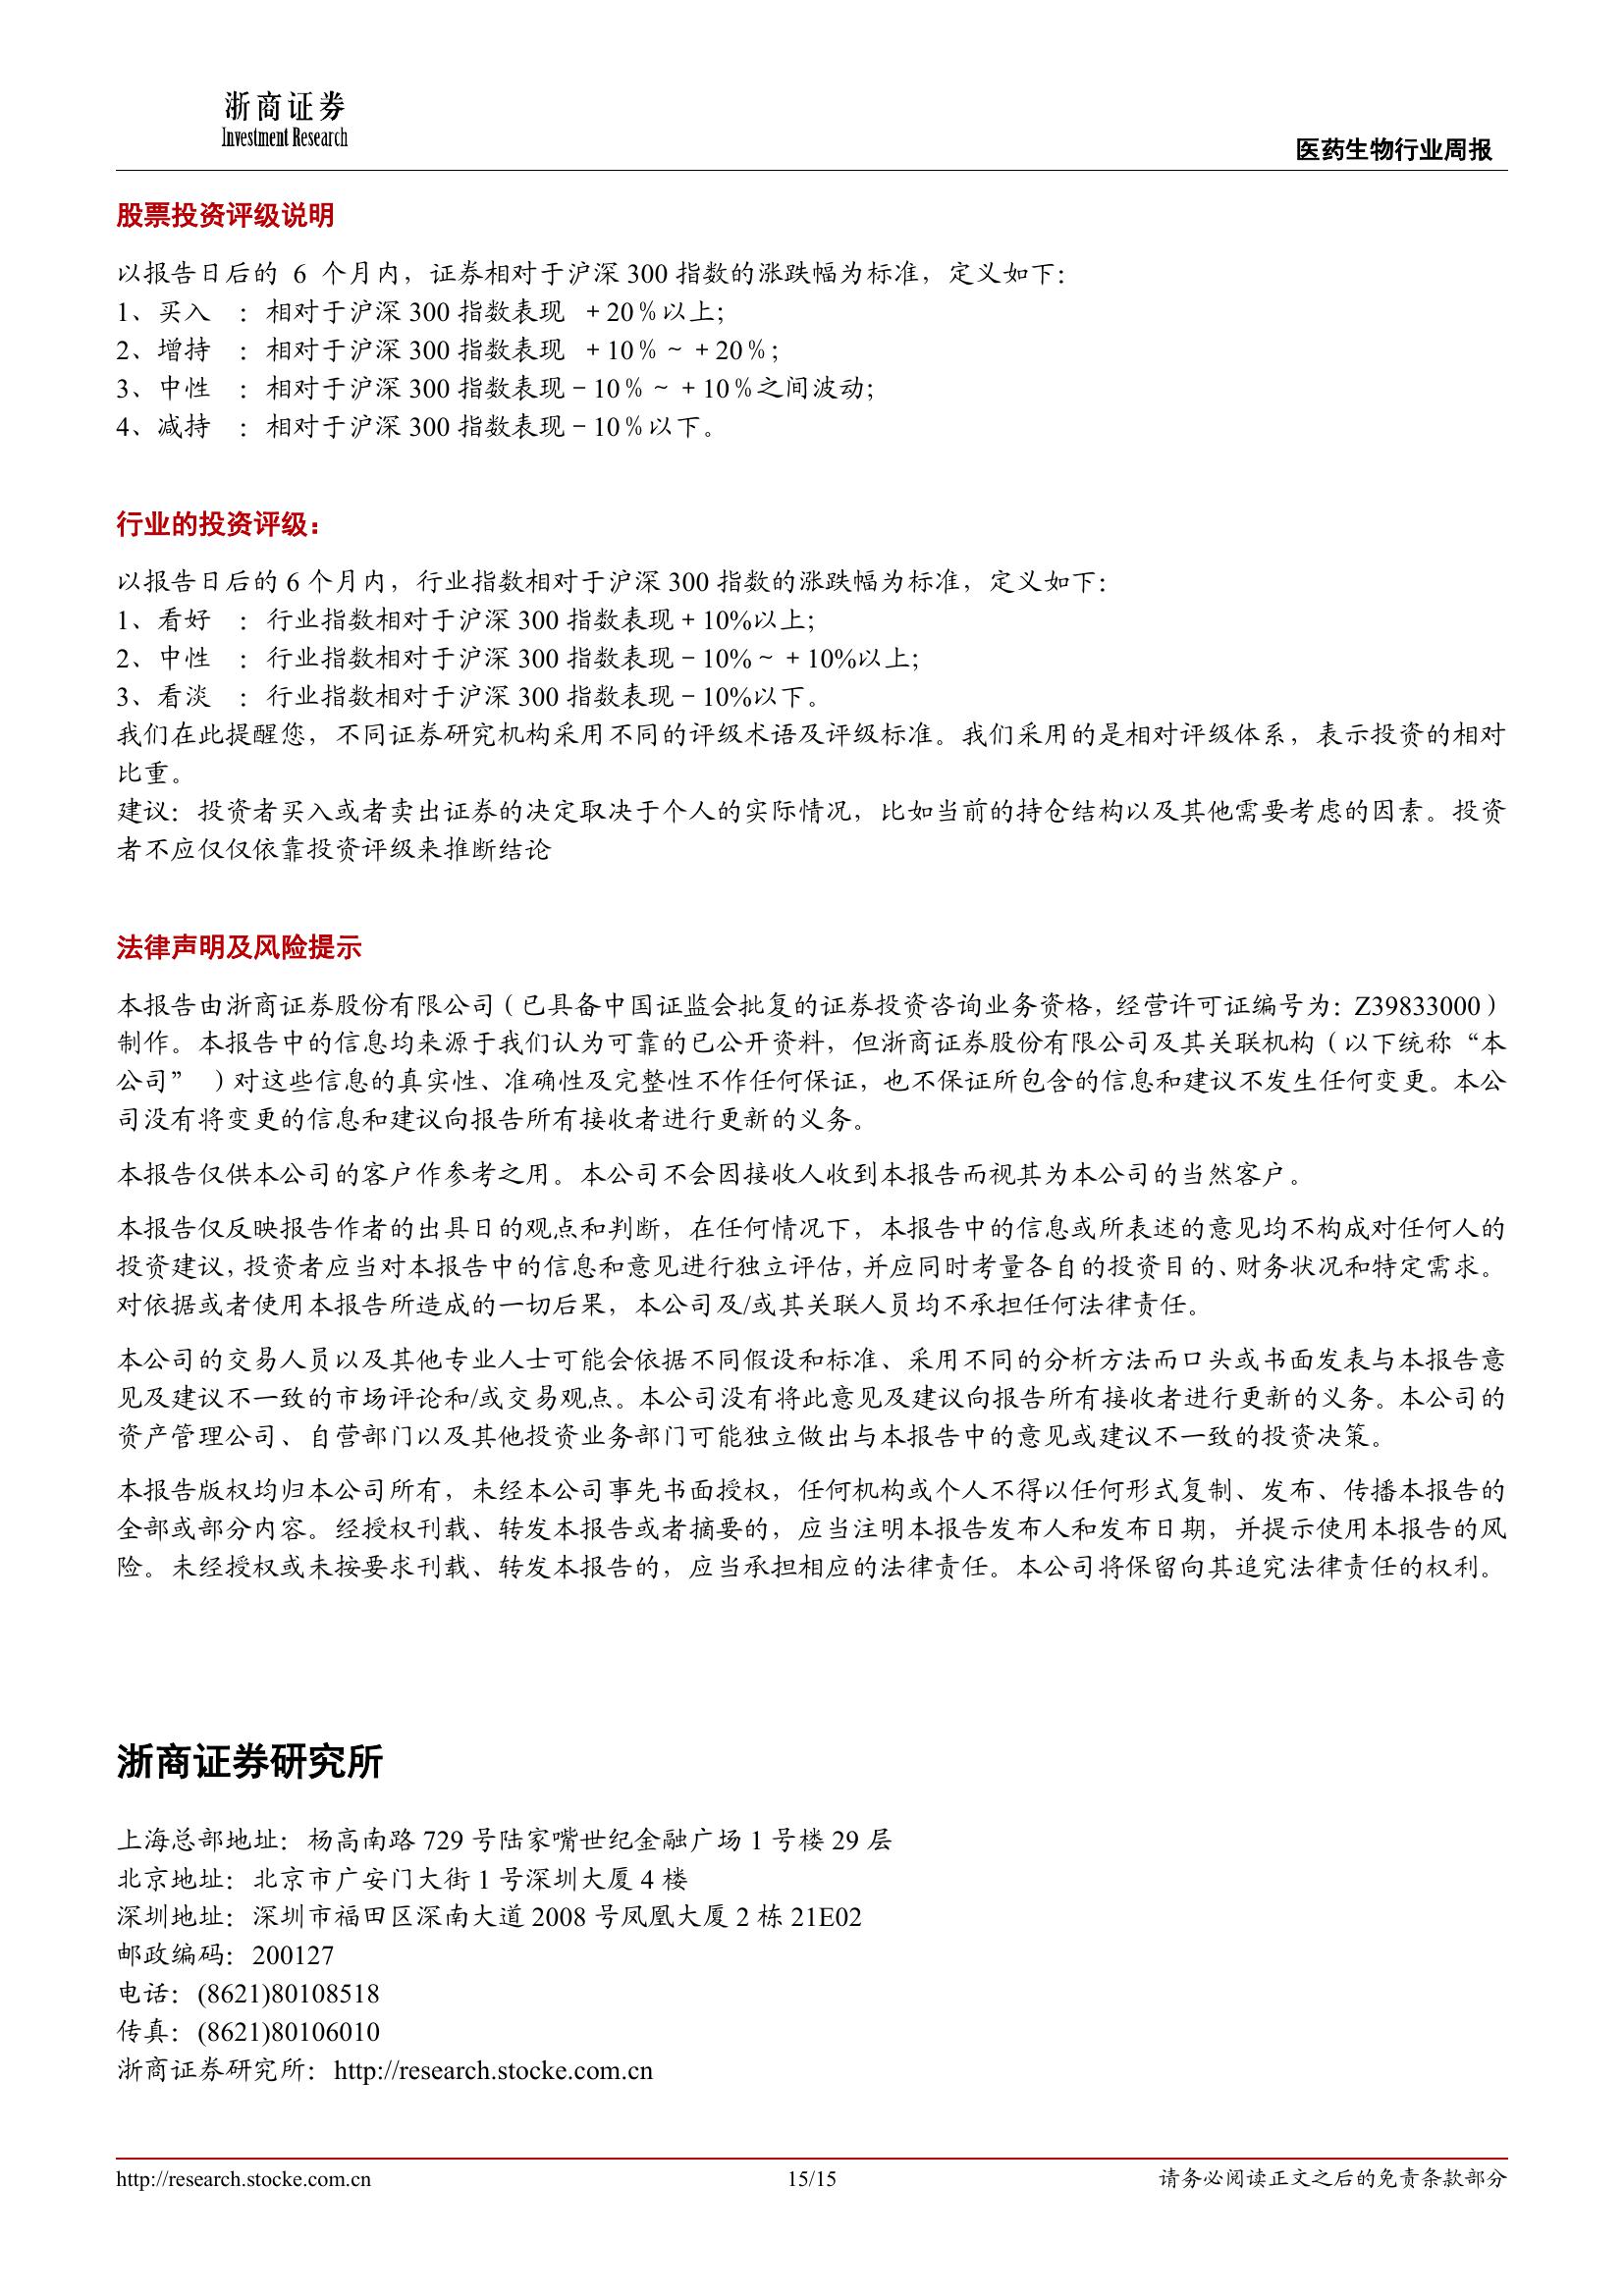 浙商证券
Investment Research
医药生物行业周报
股票投资评级说明
以报告日后的 6 个月内，证券相对于沪深 300 指数的涨跌幅为标准，定义如下：
1、买入 ：相对于沪深 300 指数表现 ＋20％以上；
2、增持 ：相对于沪深 300 指数表现 ＋10％～＋20％；
3、中性 ：相对于沪深 300 指数表现－10％～＋10％之间波动；
4、减持 ：相对于沪深 300 指数表现－10％以下。
行业的投资评级：
以报告日后的 6 个月内，行业指数相对于沪深 300 指数的涨跌幅为标准，定义如下：
1、看好 ：行业指数相对于沪深 300 指数表现＋10%以上；
2、中性 ：行业指数相对于沪深 300 指数表现－10%～＋10%以上；
3、看淡 ：行业指数相对于沪深 300 指数表现－10%以下。
我们在此提醒您，不同证券研究机构采用不同的评级术语及评级标准。我们采用的是相对评级体系，表示投资的相对
比重。
建议：投资者买入或者卖出证券的决定取决于个人的实际情况，比如当前的持仓结构以及其他需要考虑的因素。投资
者不应仅仅依靠投资评级来推断结论
法律声明及风险提示
本报告由浙商证券股份有限公司（已具备中国证监会批复的证券投资咨询业务资格，经营许可证编号为：Z39833000）
制作。本报告中的信息均来源于我们认为可靠的已公开资料，但浙商证券股份有限公司及其关联机构（以下统称“本
公司” ）对这些信息的真实性、准确性及完整性不作任何保证，也不保证所包含的信息和建议不发生任何变更。本公
司没有将变更的信息和建议向报告所有接收者进行更新的义务。
本报告仅供本公司的客户作参考之用。本公司不会因接收人收到本报告而视其为本公司的当然客户。
本报告仅反映报告作者的出具日的观点和判断，在任何情况下，本报告中的信息或所表述的意见均不构成对任何人的
投资建议，投资者应当对本报告中的信息和意见进行独立评估，并应同时考量各自的投资目的、财务状况和特定需求。
对依据或者使用本报告所造成的一切后果，本公司及/或其关联人员均不承担任何法律责任。
本公司的交易人员以及其他专业人士可能会依据不同假设和标准、采用不同的分析方法而口头或书面发表与本报告意
见及建议不一致的市场评论和/或交易观点。本公司没有将此意见及建议向报告所有接收者进行更新的义务。本公司的
资产管理公司、自营部门以及其他投资业务部门可能独立做出与本报告中的意见或建议不一致的投资决策。
本报告版权均归本公司所有，未经本公司事先书面授权，任何机构或个人不得以任何形式复制、发布、传播本报告的
全部或部分内容。经授权刊载、转发本报告或者摘要的，应当注明本报告发布人和发布日期，并提示使用本报告的风
险。未经授权或未按要求刊载、转发本报告的，应当承担相应的法律责任。本公司将保留向其追究法律责任的权利。
浙商证券研究所
上海总部地址：杨高南路 729 号陆家嘴世纪金融广场 1 号楼 29 层
北京地址：北京市广安门大街 1 号深圳大厦 4 楼
深圳地址：深圳市福田区深南大道 2008 号凤凰大厦 2 栋 21E02
邮政编码：200127
电话：(8621)80108518
传真：(8621)80106010
浙商证券研究所：http://research.stocke.com.cn
http://research.stocke.com.cn
15/15
请务必阅读正文之后的免责条款部分